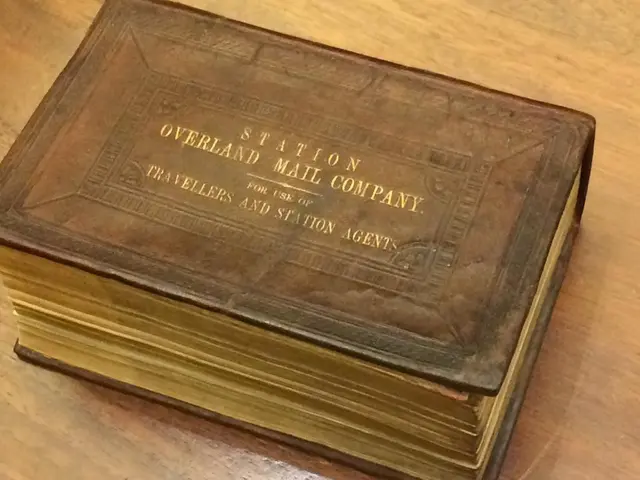 STATION
OVERLAND MAIL COMPANY.
FOR USE OF
TRAVELLERS AND STATION AGENTS